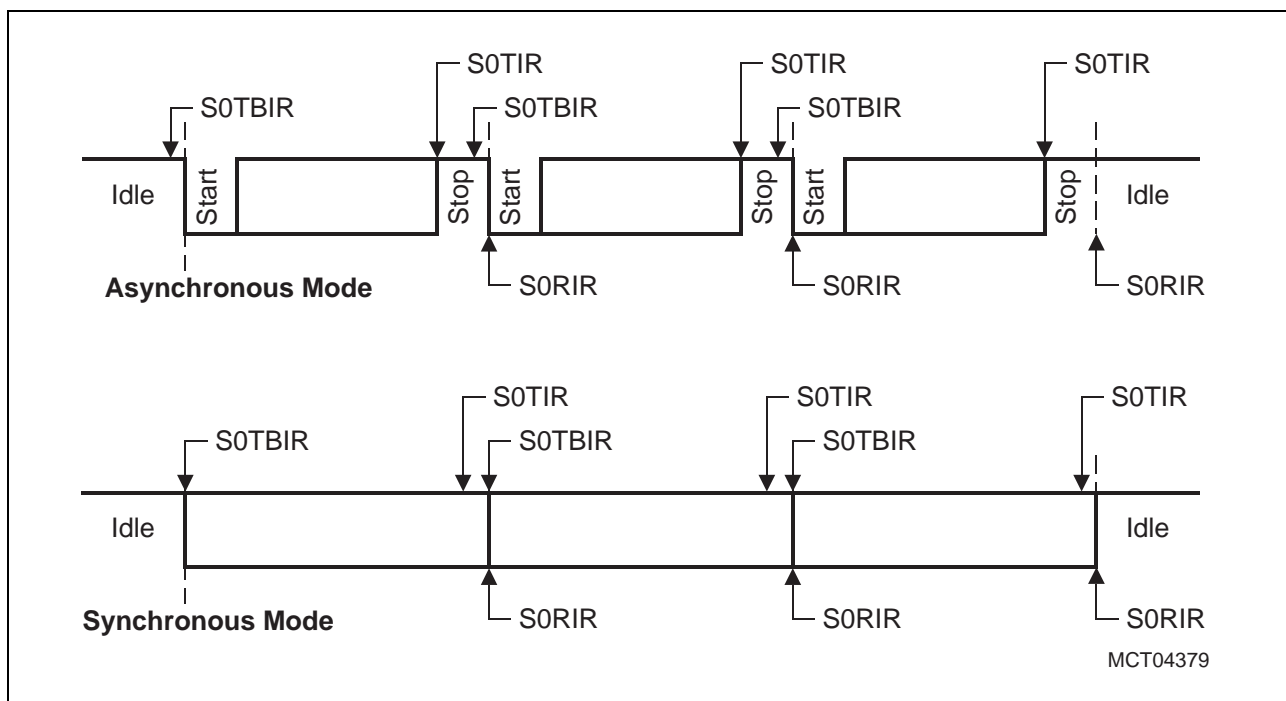 S0TIR S0TIR S0TIR
S0TBIR S0TBIR S0TBIR
Idle Start Stop Start Stop Start Stop Idle
S0RIR S0RIR S0RIR
Asynchronous Mode
S0TIR S0TIR S0TIR
S0TBIR S0TBIR S0TBIR
Idle Idle
S0RIR S0RIR S0RIR
Synchronous Mode
MCT04379